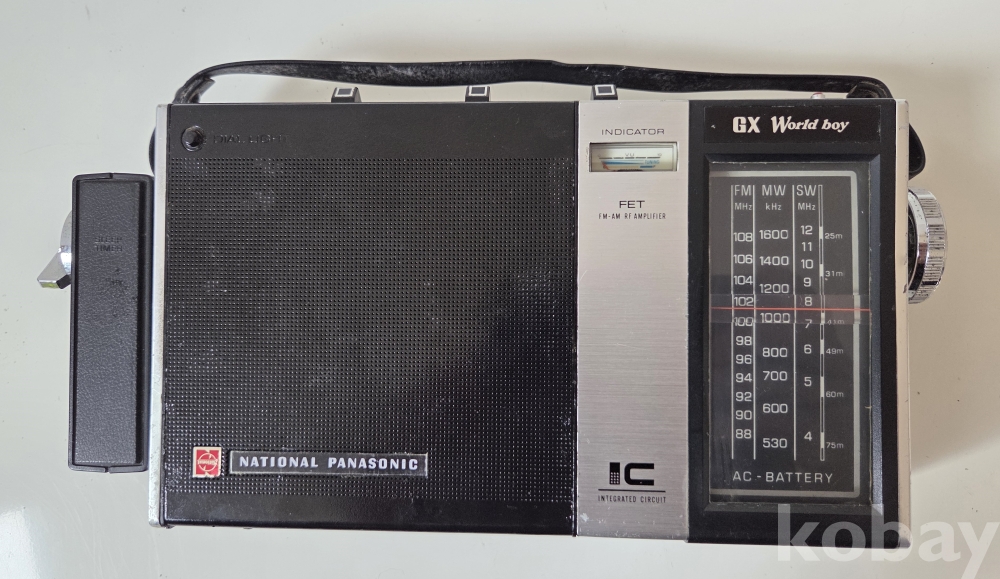 INDICATOR
FET
FM-AM RF AMPLIFIER
GX World boy
FM MW SW
MHz kHz MHz
108 1600 12
25m
11
106 1400 10
31m
104 9
1200
102 8
100 1000 7
98 6 49m
96 800
94 700 5
60m
92
90 600
88 530 4 75m
AC - BATTERY
IC
INTEGRATED CIRCUIT
NATIONAL PANASONIC
SLEEP
TIMER
kobay